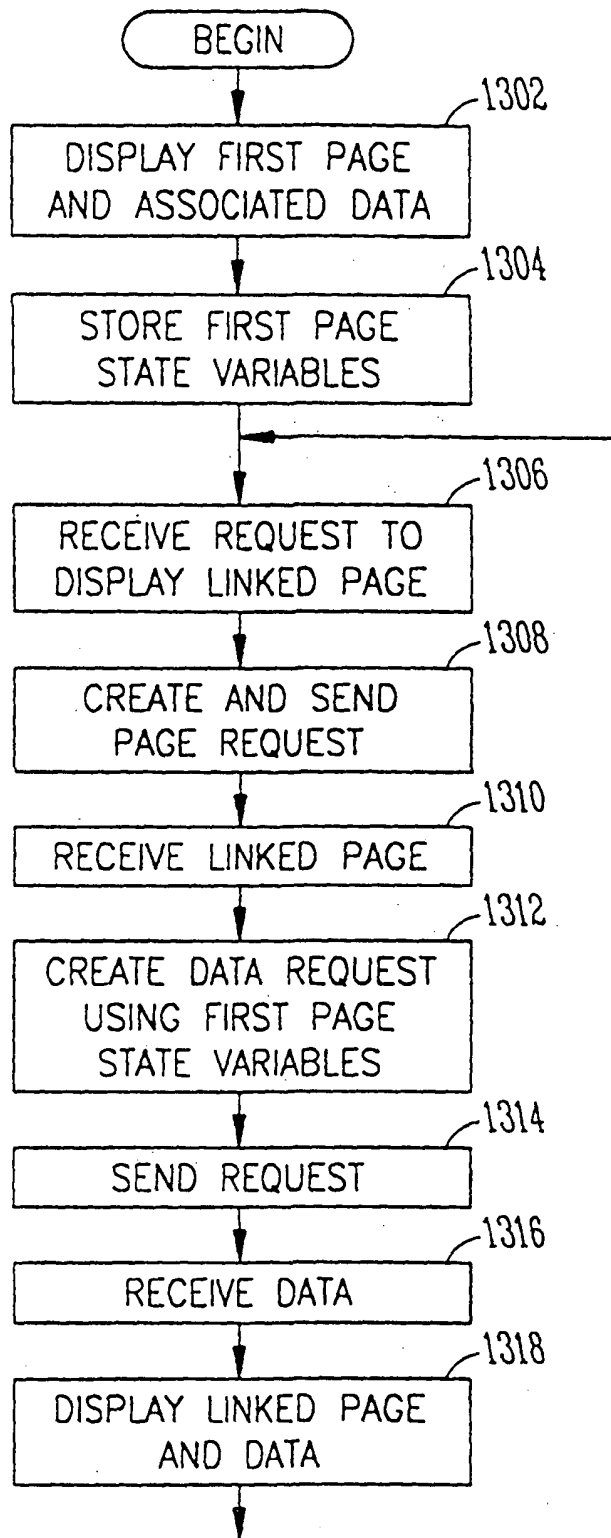 BEGIN
1302
DISPLAY FIRST PAGE
AND ASSOCIATED DATA
1304
STORE FIRST PAGE
STATE VARIABLES
1306
RECEIVE REQUEST TO
DISPLAY LINKED PAGE
1308
CREATE AND SEND
PAGE REQUEST
1310
RECEIVE LINKED PAGE
1312
CREATE DATA REQUEST
USING FIRST PAGE
STATE VARIABLES
1314
SEND REQUEST
1316
RECEIVE DATA
1318
DISPLAY LINKED PAGE
AND DATA